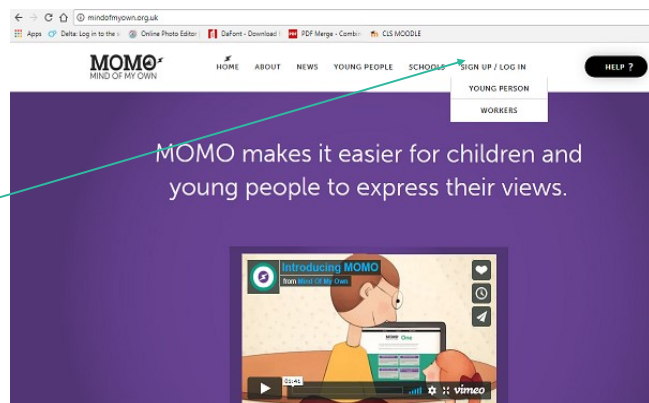 mindofmyown.org.uk
Apps Delta: Log in to the s Online Photo Editor DaFont - Download PDF Merge - Combin CLS MOODLE
MOMO
MIND OF MY OWN
HOME ABOUT NEWS YOUNG PEOPLE SCHOOLS SIGN UP / LOG IN HELP ?
YOUNG PERSON
WORKERS
MOMO makes it easier for children and
young people to express their views.
Introducing MOMO
from Mind Of My Own
MOMO One
01:41
vimeo